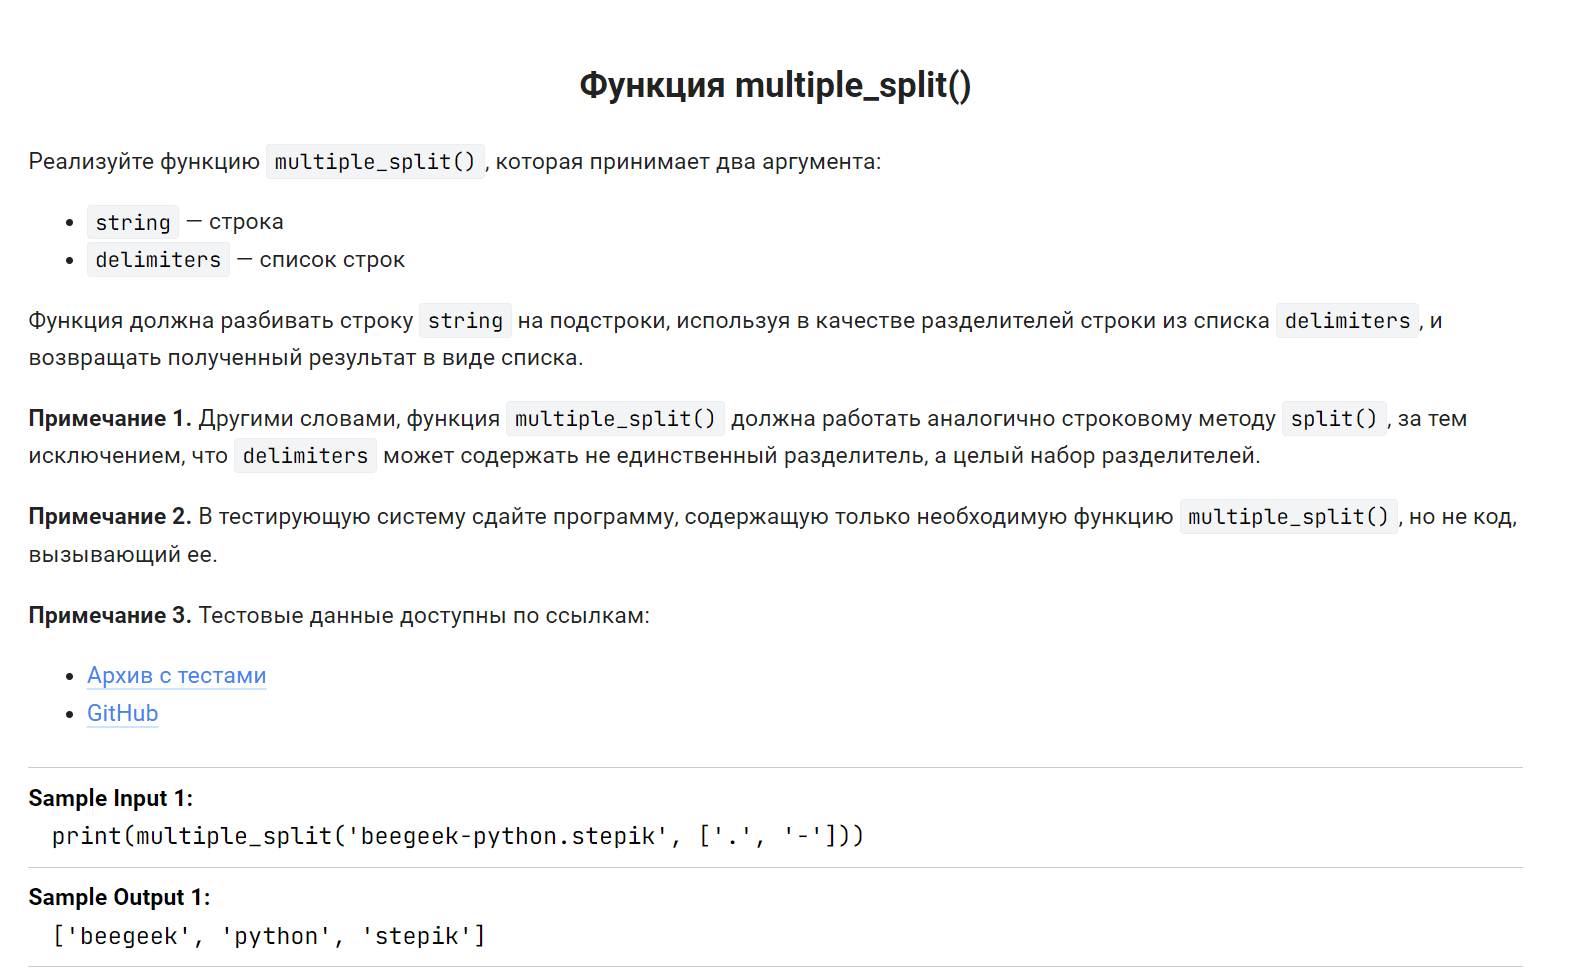 Функция multiple_split()
Реализуйте функцию multiple_split(), которая принимает два аргумента:
• string — строка
• delimiters — список строк
Функция должна разбивать строку string на подстроки, используя в качестве разделителей строки из списка delimiters, и
возвращать полученный результат в виде списка.
Примечание 1. Другими словами, функция multiple_split() должна работать аналогично строковому методу split(), за тем
исключением, что delimiters может содержать не единственный разделитель, а целый набор разделителей.
Примечание 2. В тестирующую систему сдайте программу, содержащую только необходимую функцию multiple_split(), но не код,
вызывающий ее.
Примечание 3. Тестовые данные доступны по ссылкам:
• Архив с тестами
• GitHub
Sample Input 1:
print(multiple_split('beegeek-python.stepik', ['.', '-']))
Sample Output 1:
['beegeek', 'python', 'stepik']